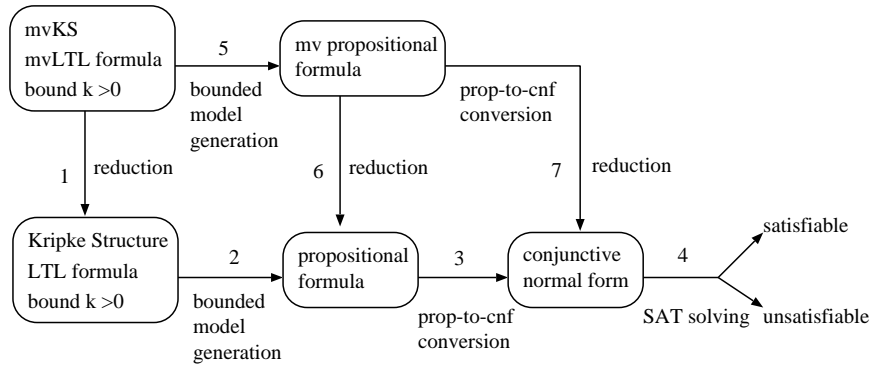 mvKS
mvLTL formula
bound k >0
5
bounded
model
generation
mv propositional
formula
prop-to-cnf
conversion
1
reduction
6
reduction
7
reduction
Kripke Structure
LTL formula
bound k >0
2
bounded
model
generation
propositional
formula
3
prop-to-cnf
conversion
conjunctive
normal form
4
SAT solving
satisfiable
unsatisfiable